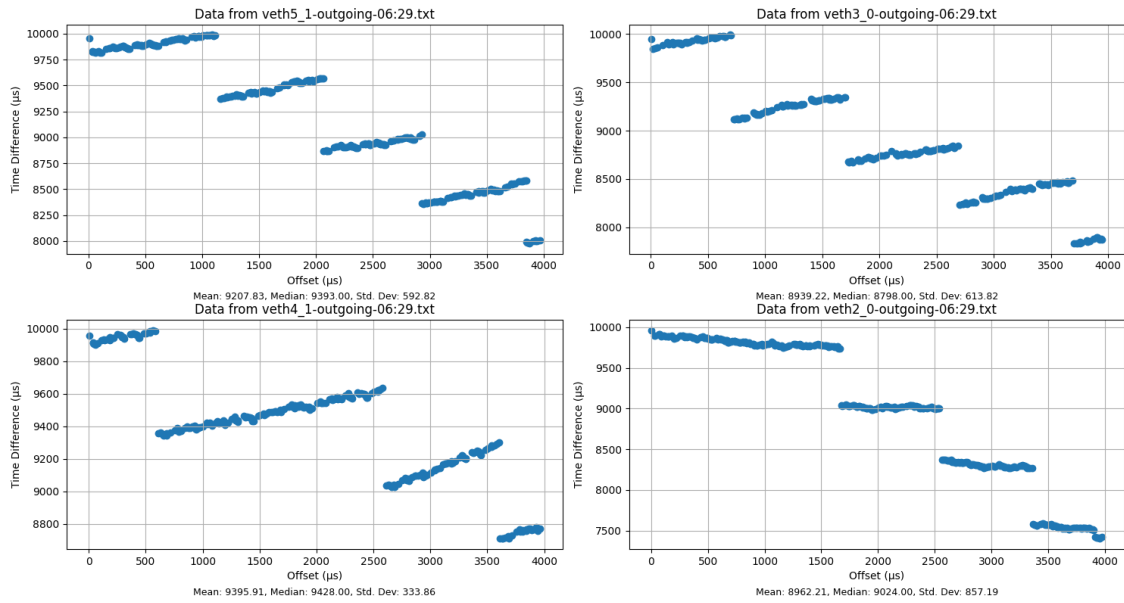 Data from veth5_1-outgoing-06:29.txt
10000
9750
9500
9250
9000
8750
8500
8250
8000
Time Difference (µs)
0 500 1000 1500 2000 2500 3000 3500 4000
Offset (µs)
Mean: 9207.83, Median: 9393.00, Std. Dev: 592.82
Data from veth3_0-outgoing-06:29.txt
10000
9500
9000
8500
8000
Time Difference (µs)
0 500 1000 1500 2000 2500 3000 3500 4000
Offset (µs)
Mean: 8939.22, Median: 8798.00, Std. Dev: 613.82
Data from veth4_1-outgoing-06:29.txt
10000
9800
9600
9400
9200
9000
8800
Time Difference (µs)
0 500 1000 1500 2000 2500 3000 3500 4000
Offset (µs)
Mean: 9395.91, Median: 9428.00, Std. Dev: 333.86
Data from veth2_0-outgoing-06:29.txt
10000
9500
9000
8500
8000
7500
Time Difference (µs)
0 500 1000 1500 2000 2500 3000 3500 4000
Offset (µs)
Mean: 8962.21, Median: 9024.00, Std. Dev: 857.19